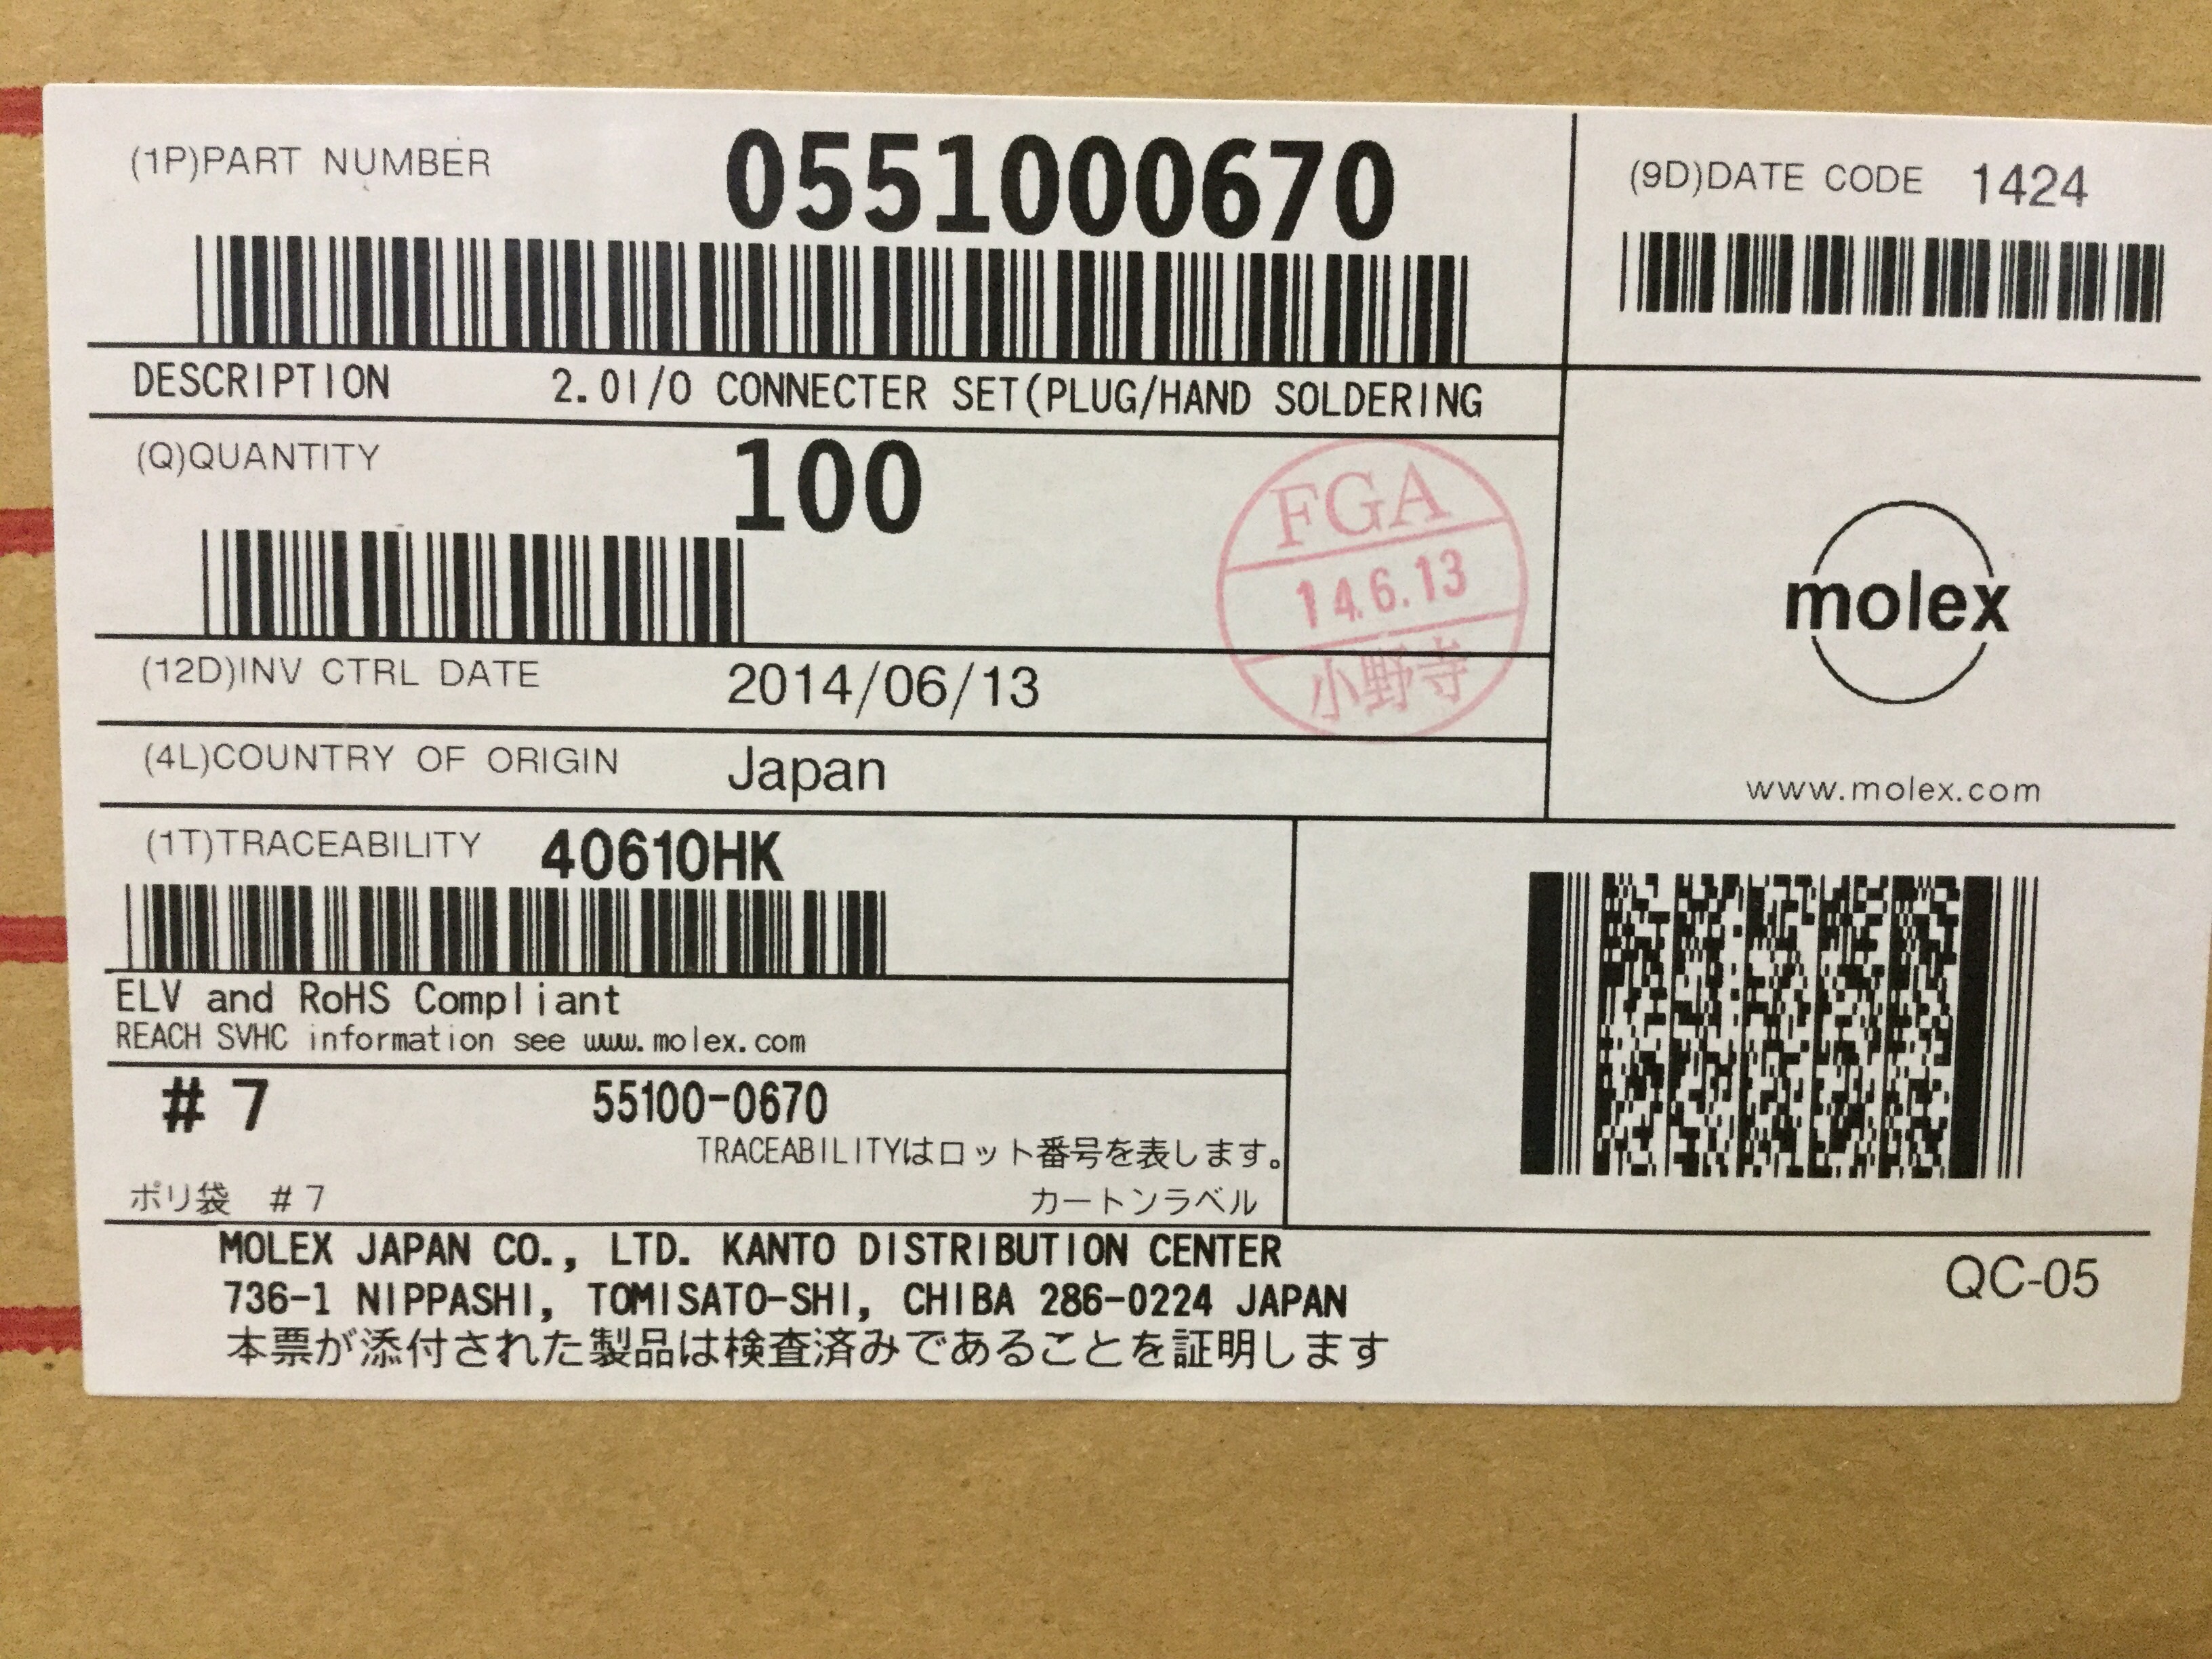 (1P)PART NUMBER 0551000670
(9D)DATE CODE 1424
DESCRIPTION 2.0I/O CONNECTER SET(PLUG/HAND SOLDERING
(Q)QUANTITY 100
FGA
14.6.13
小野寺
molex
www.molex.com
(12D)INV CTRL DATE 2014/06/13
(4L)COUNTRY OF ORIGIN Japan
(1T)TRACEABILITY 40610HK
ELV and RoHS Compliant
REACH SVHC information see www.molex.com
#7 55100-0670
TRACEABILITYはロット番号を表します。
ポリ袋 #7 カートンラベル
MOLEX JAPAN CO., LTD. KANTO DISTRIBUTION CENTER
736-1 NIPPASHI, TOMISATO-SHI, CHIBA 286-0224 JAPAN
本票が添付された製品は検査済みであることを証明します
QC-05